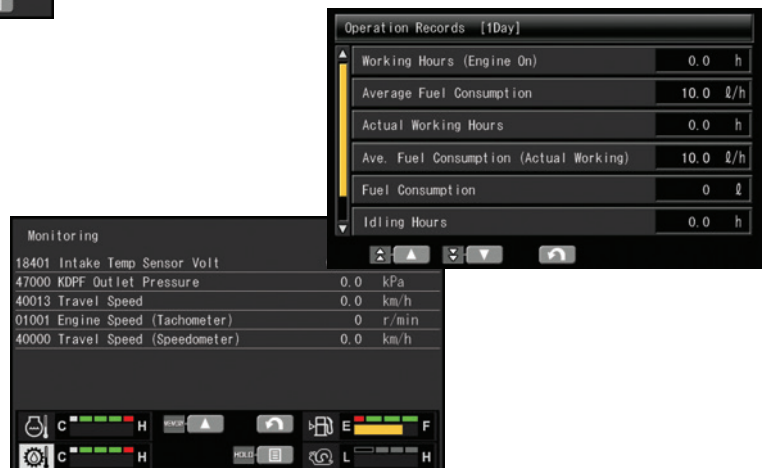 Operation Records [1Day]
Working Hours (Engine On) 0.0 h
Average Fuel Consumption 10.0 ℓ/h
Actual Working Hours 0.0 h
Ave. Fuel Consumption (Actual Working) 10.0 ℓ/h
Fuel Consumption 0 ℓ
Idling Hours 0.0 h
Monitoring
18401 Intake Temp Sensor Volt
47000 KDPF Outlet Pressure 0.0 kPa
40013 Travel Speed 0.0 km/h
01001 Engine Speed (Tachometer) 0 r/min
40000 Travel Speed (Speedometer) 0.0 km/h
C H E F
C H HOLD L H